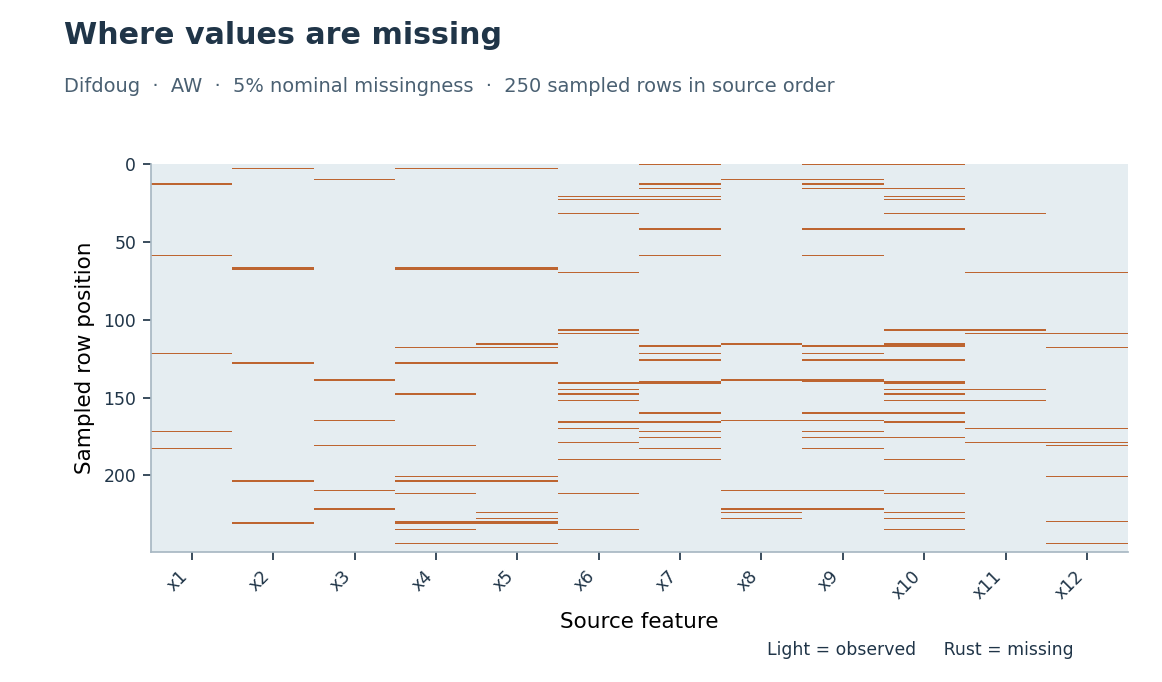 Where values are missing
Difdoug · AW · 5% nominal missingness · 250 sampled rows in source order
0
50
100
150
200
Sampled row position
x1 x2 x3 x4 x5 x6 x7 x8 x9 x10 x11 x12
Source feature
Light = observed Rust = missing